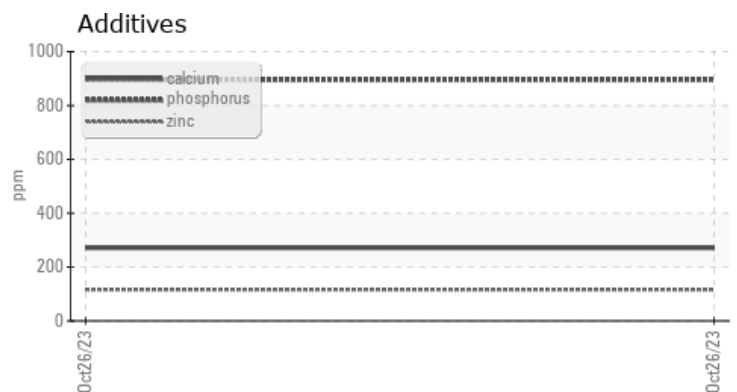 Additives
1000
800
600
400
200
0
ppm
calcium
phosphorus
zinc
Oct26/23
Oct26/23